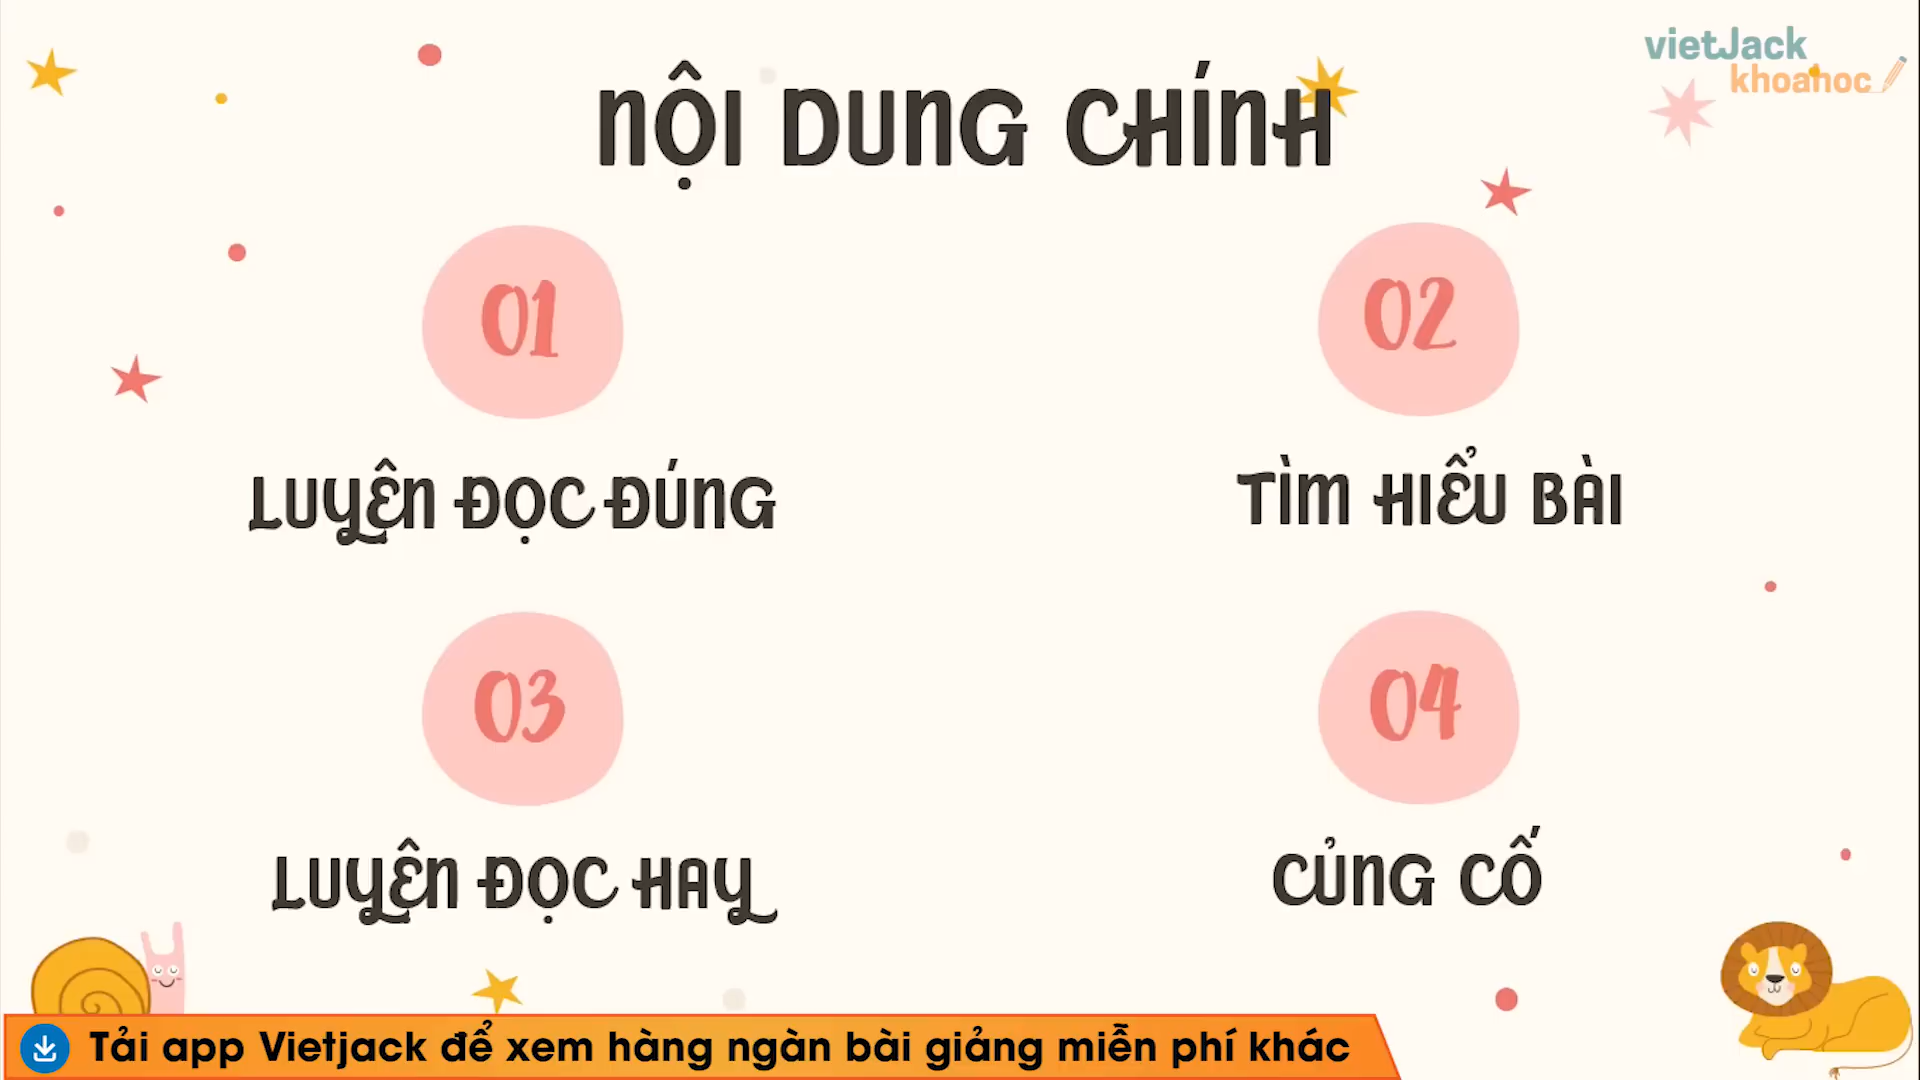 vietJack
khoahoc
NỘI DUNG CHÍNH
01
02
LUYỆN ĐỌC ĐÚNG
TÌM HIỂU BÀI
03
04
LUYỆN ĐỌC HAY
CỦNG CỐ
Tải app Vietjack để xem hàng ngàn bài giảng miễn phí khác